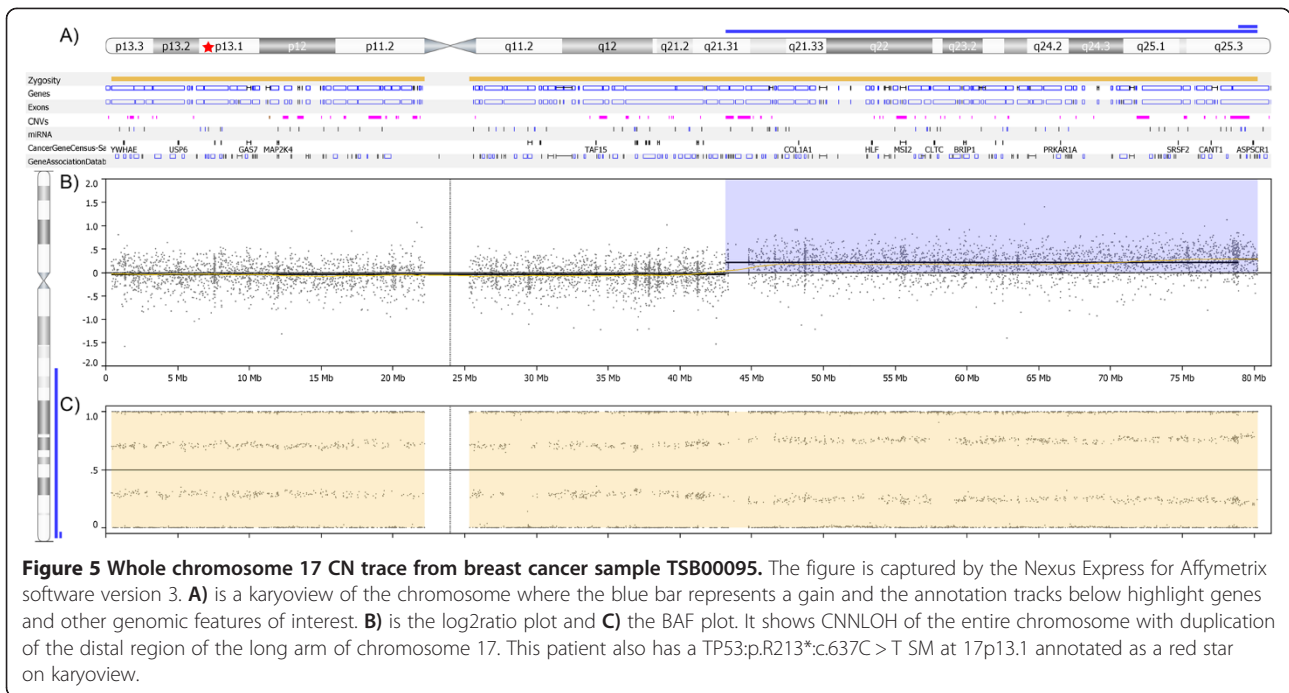 A)
p13.3 p13.2 p13.1 p12 p11.2 q11.2 q12 q21.2 q21.31 q21.33 q22 q23.2 q24.2 q24.3 q25.1 q25.3
Zygosity
Genes
Exons
CNVs
miRNA
CancerGeneCensus-Sa
YWHAE USP6 GAS7 MAP2K4 TAF15 COL1A1 HLF MSI2 CLTC BRIP1 PRKAR1A SRSF2 CANT1 ASPSCR1
GeneAssociationDatab
B)
2.0
1.5
1.0
.5
0
-.5
-1.0
-1.5
-2.0
0 5 Mb 10 Mb 15 Mb 20 Mb 25 Mb 30 Mb 35 Mb 40 Mb 45 Mb 50 Mb 55 Mb 60 Mb 65 Mb 70 Mb 75 Mb 80 Mb
C)
1.0
.5
0
Figure 5 Whole chromosome 17 CN trace from breast cancer sample TSB00095. The figure is captured by the Nexus Express for Affymetrix
software version 3. A) is a karyoview of the chromosome where the blue bar represents a gain and the annotation tracks below highlight genes
and other genomic features of interest. B) is the log2ratio plot and C) the BAF plot. It shows CNNLOH of the entire chromosome with duplication
of the distal region of the long arm of chromosome 17. This patient also has a TP53:p.R213*:c.637C > T SM at 17p13.1 annotated as a red star
on karyoview.